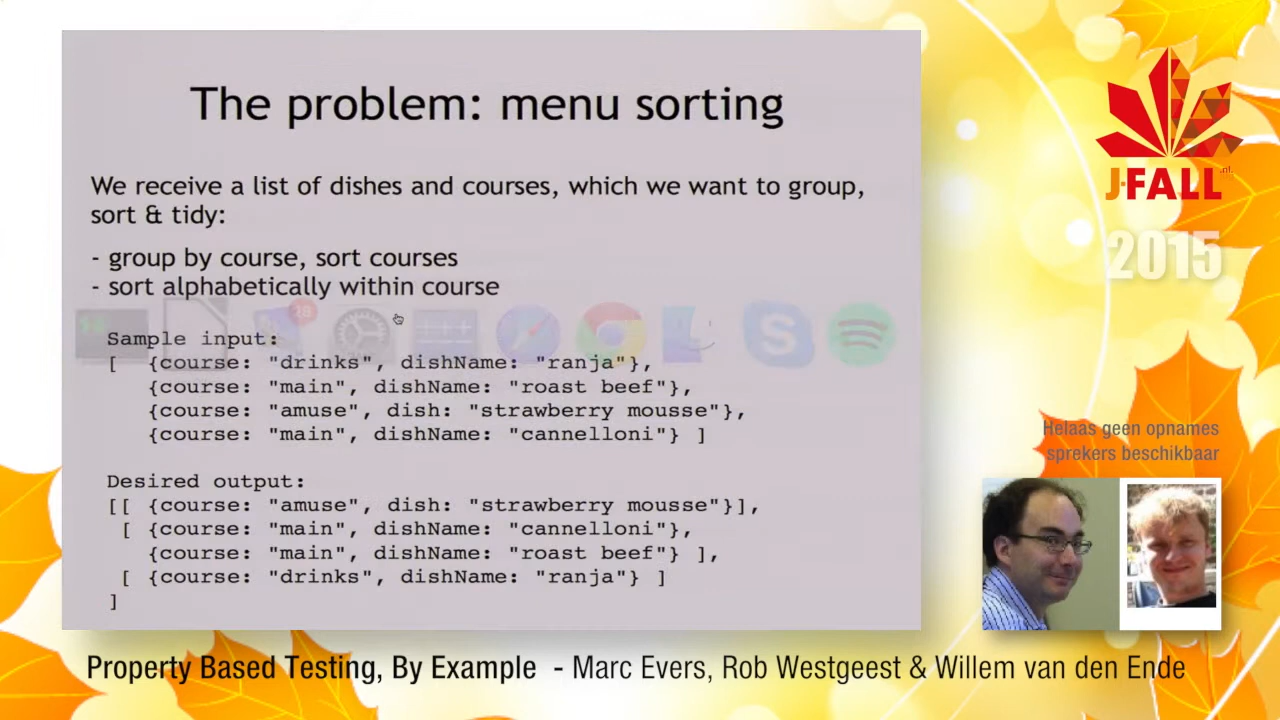 The problem: menu sorting
We receive a list of dishes and courses, which we want to group,
sort & tidy:
- group by course, sort courses
- sort alphabetically within course
Sample input:
[ {course: "drinks", dishName: "ranja"},
{course: "main", dishName: "roast beef"},
{course: "amuse", dish: "strawberry mousse"},
{course: "main", dishName: "cannelloni"} ]
Desired output:
[[ {course: "amuse", dish: "strawberry mousse"}],
[ {course: "main", dishName: "cannelloni"},
{course: "main", dishName: "roast beef"} ],
[ {course: "drinks", dishName: "ranja"} ]
]
J-FALL .nl
2015
Helaas geen opnames
sprekers beschikbaar
Property Based Testing, By Example - Marc Evers, Rob Westgeest & Willem van den Ende